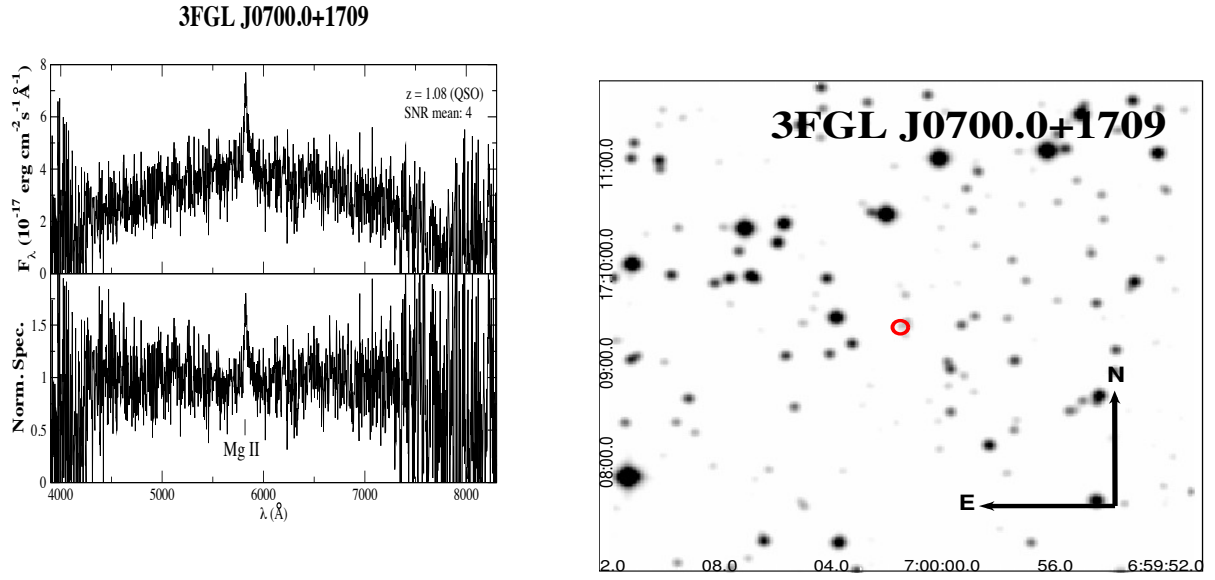 3FGL J0700.0+1709
8
6
4
2
0
F_λ (10^-17 erg cm^-2 s^-1 Å^-1)
z = 1.08 (QSO)
SNR mean: 4
1.5
1
0.5
0
Norm. Spec.
Mg II
4000 5000 6000 7000 8000
λ (Å)
3FGL J0700.0+1709
11:00.0
17:10:00.0
09:00.0
08:00.0
N
E
2.0 08.0 04.0 7:00:00.0 56.0 6:59:52.0